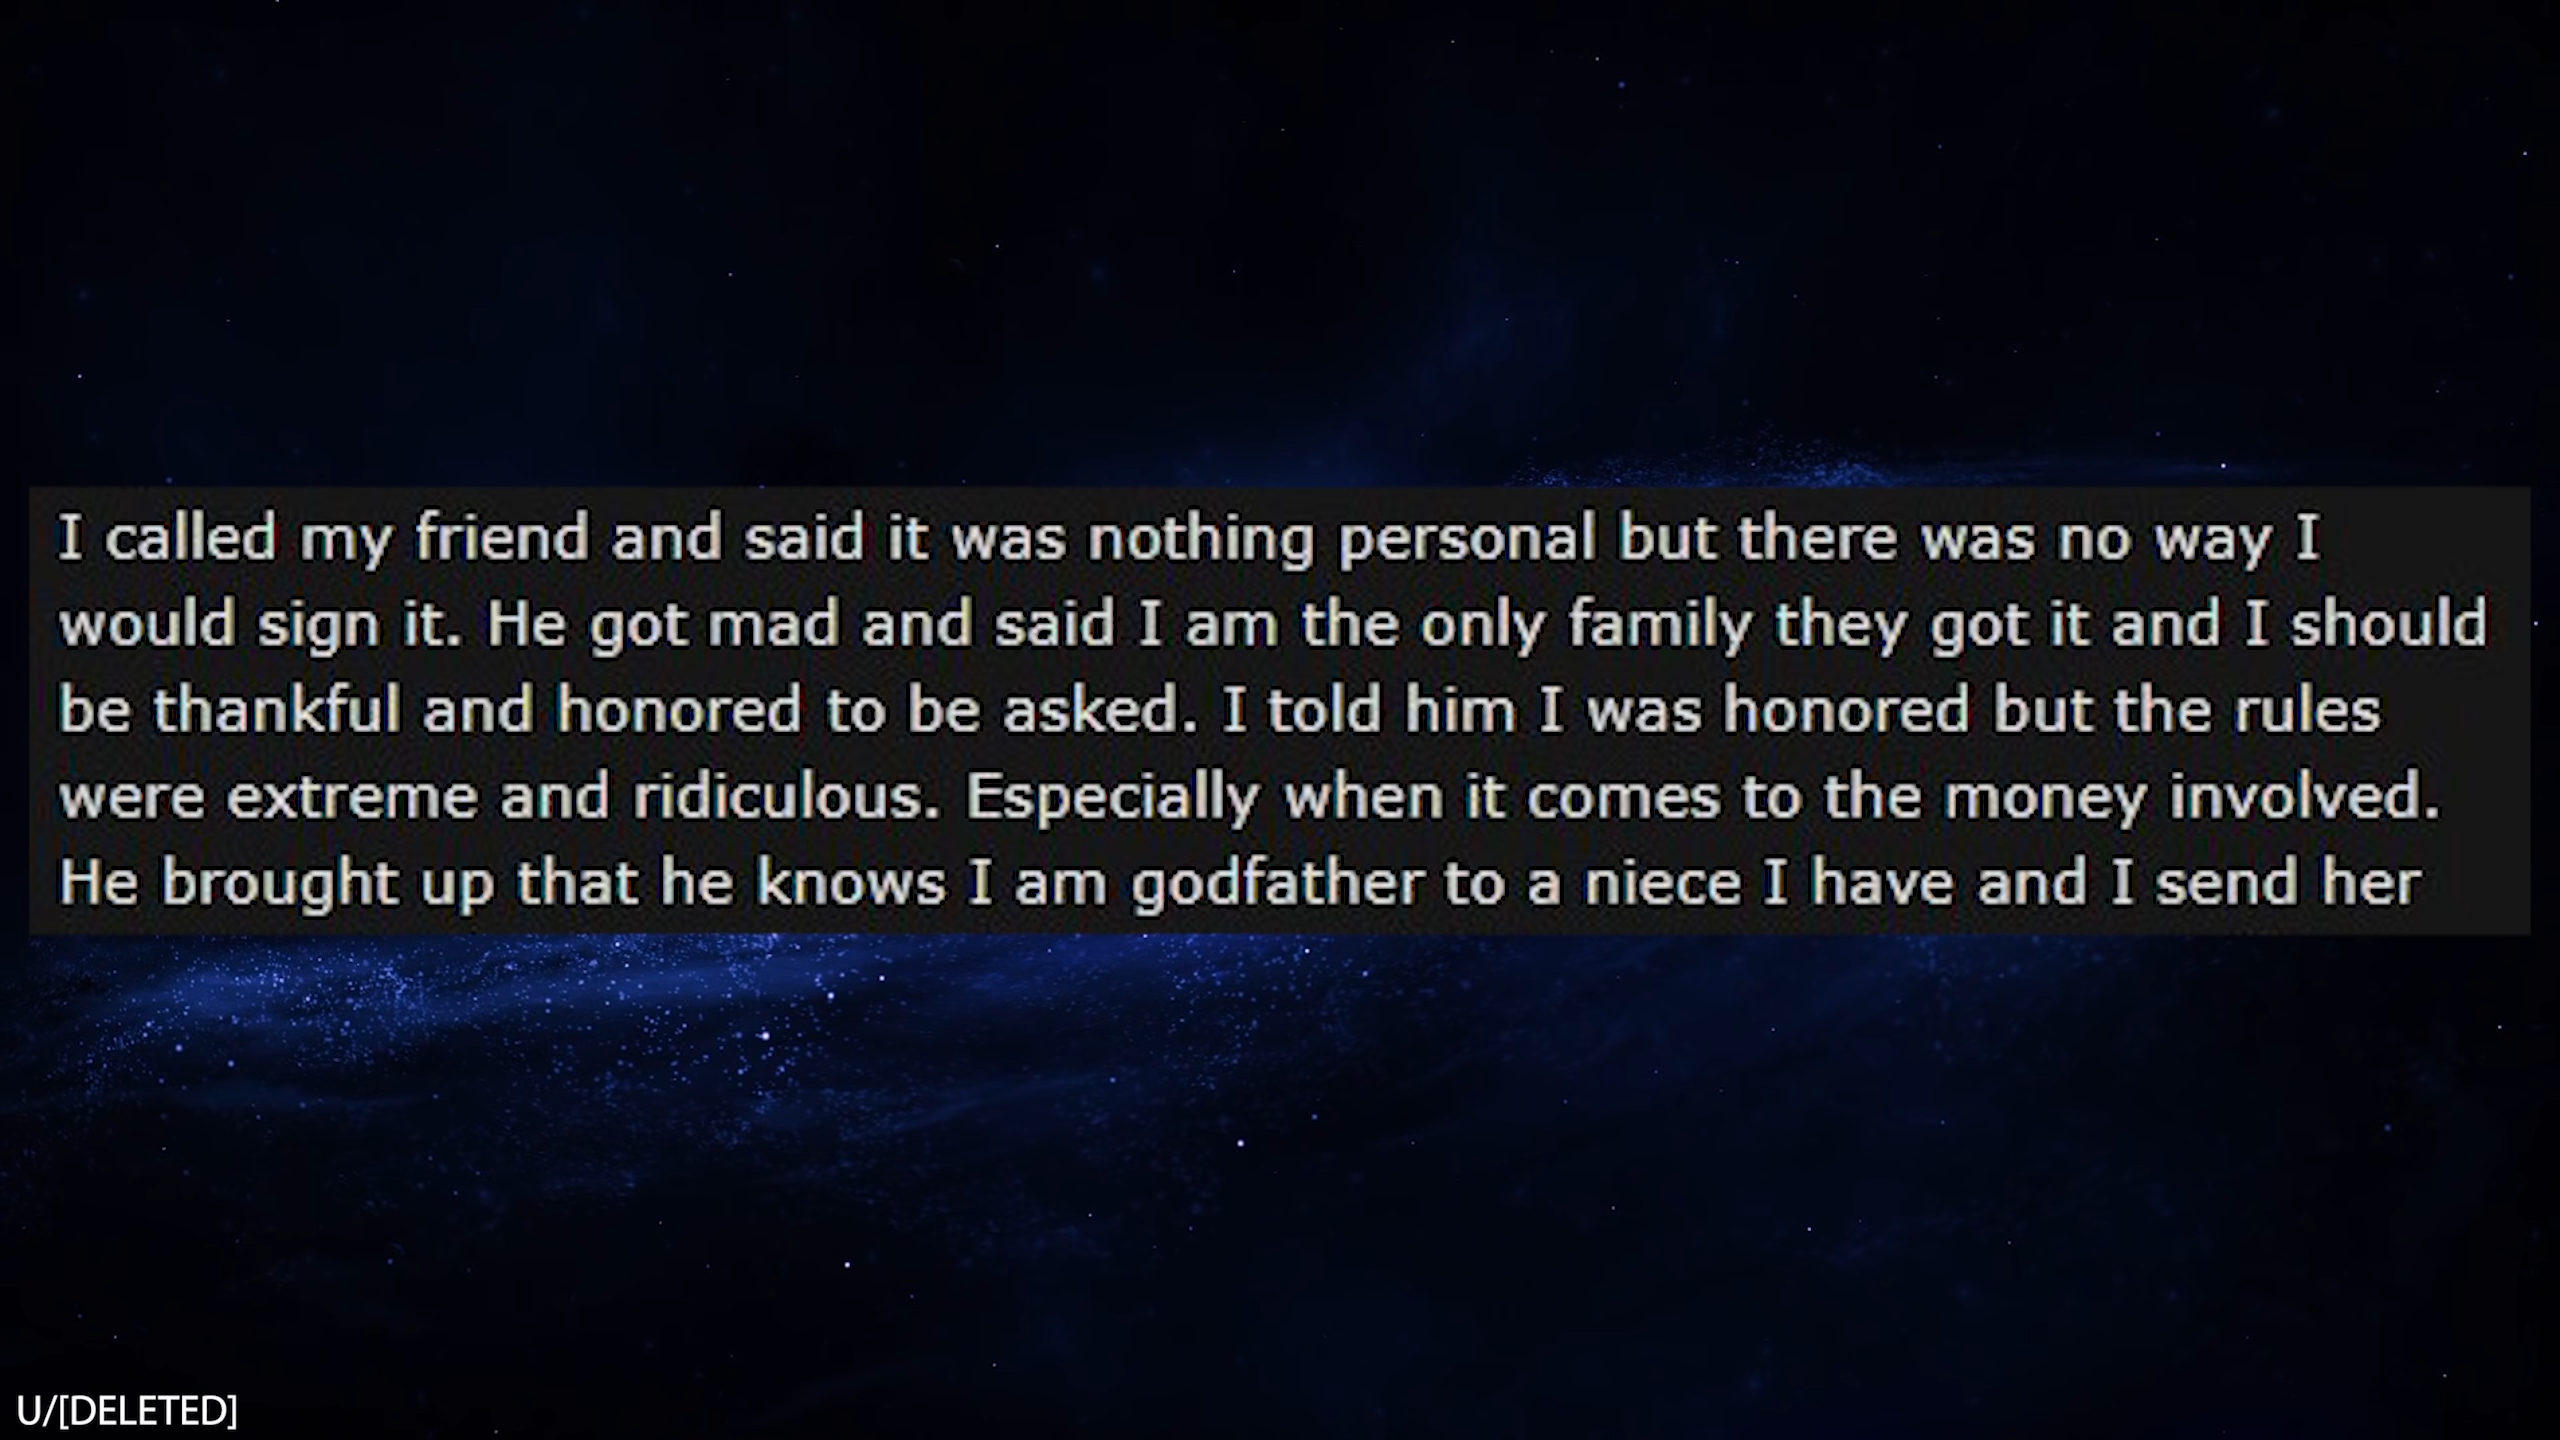 I called my friend and said it was nothing personal but there was no way I
would sign it. He got mad and said I am the only family they got it and I should
be thankful and honored to be asked. I told him I was honored but the rules
were extreme and ridiculous. Especially when it comes to the money involved.
He brought up that he knows I am godfather to a niece I have and I send her
U/[DELETED]